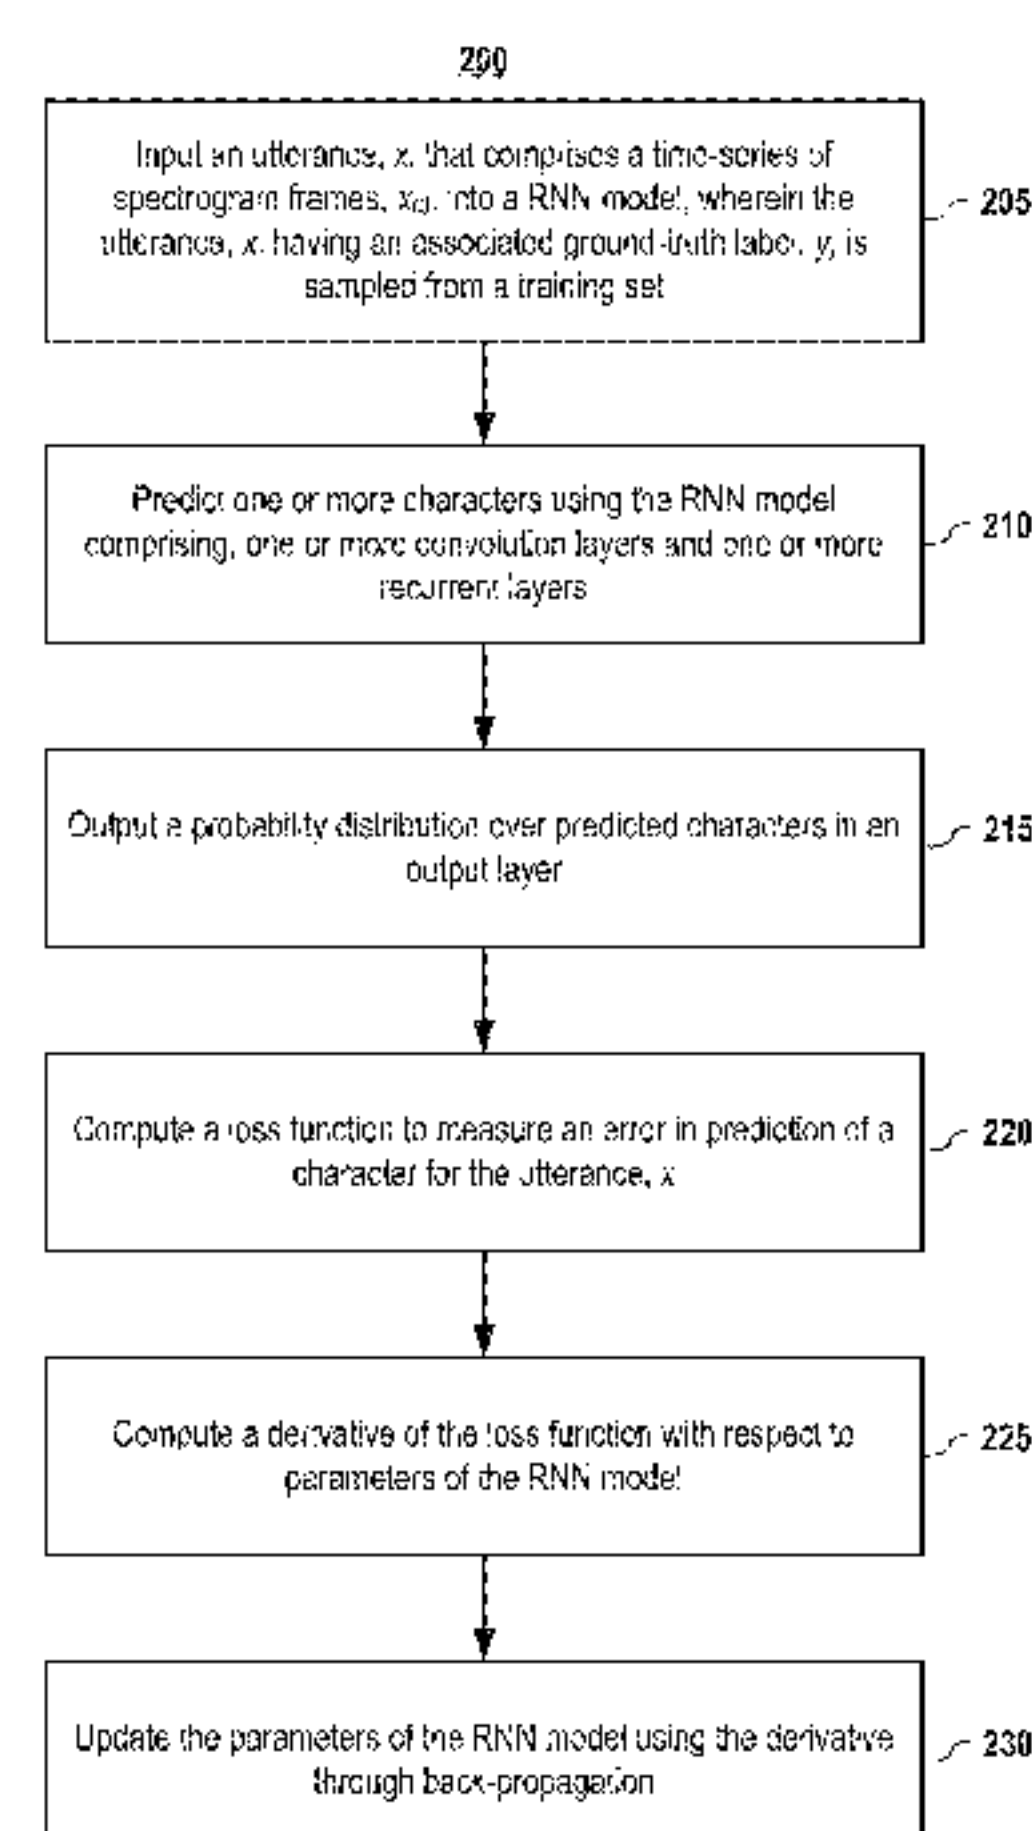 200
Input an utterance, x, that comprises a time-series of
spectrogram frames, x(i), into a RNN model, wherein the
utterance, x, having an associated ground-truth label, y, is
sampled from a training set
205
Predict one or more characters using the RNN model
comprising, one or more convolution layers and one or more
recurrent layers
210
Output a probability distribution over predicted characters in an
output layer
215
Compute a loss function to measure an error in prediction of a
character for the utterance, x
220
Compute a derivative of the loss function with respect to
parameters of the RNN model
225
Update the parameters of the RNN model using the derivative
through back-propagation
230